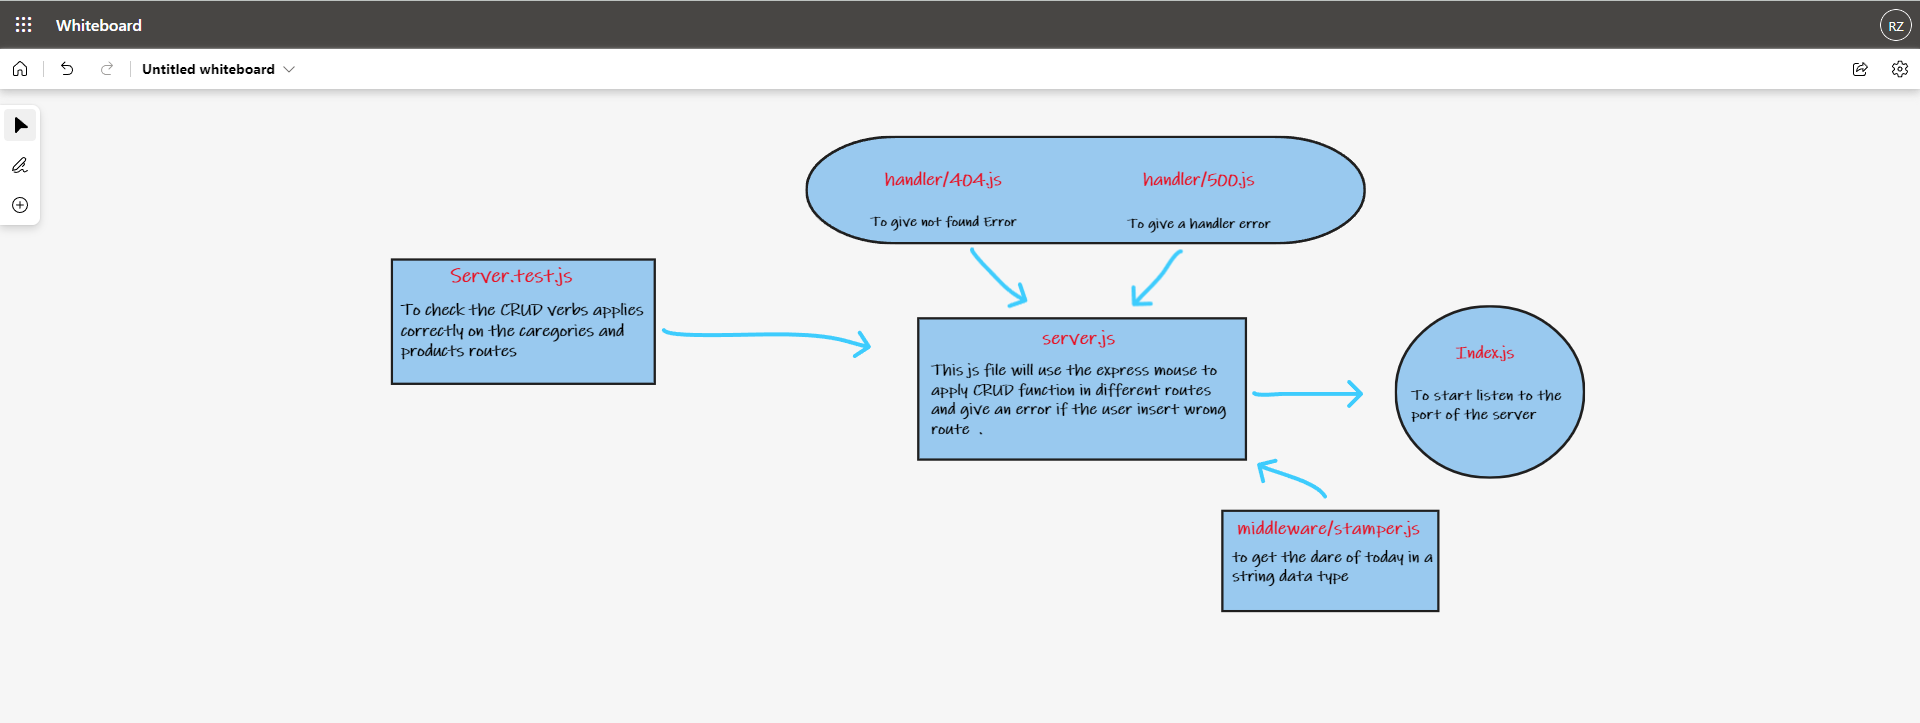 Whiteboard
RZ
Untitled whiteboard
handler/404.js
To give not found Error
handler/500.js
To give a handler error
Server.test.js
To check the CRUD verbs applies
correctly on the caregories and
products routes
server.js
This js file will use the express mouse to
apply CRUD function in different routes
and give an error if the user insert wrong
route .
Index.js
To start listen to the
port of the server
middleware/stamper.js
to get the dare of today in a
string data type